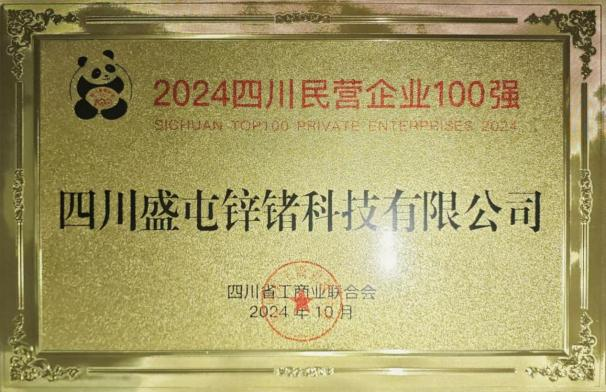 2024四川民营企业100强
SICHUAN TOP100 PRIVATE ENTERPRISES 2024
四川盛屯锌锗科技有限公司
四川省工商业联合会
2024年10月